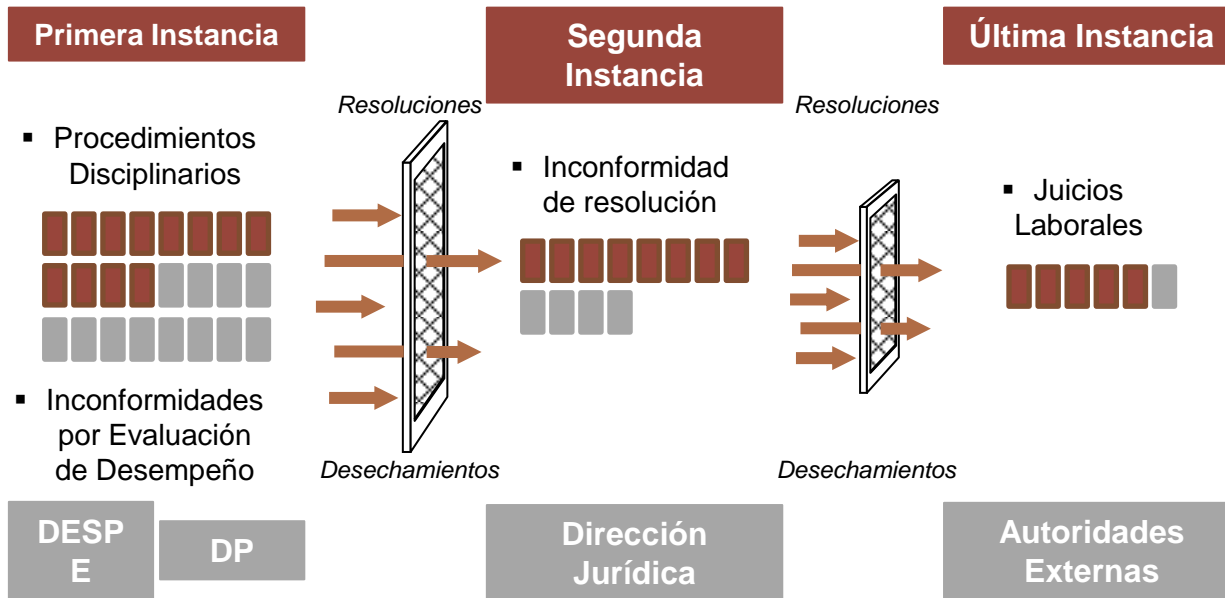 Primera Instancia
Segunda
Instancia
Última Instancia
Resoluciones
Resoluciones
▪ Procedimientos
Disciplinarios
▪ Inconformidad
de resolución
▪ Juicios
Laborales
▪ Inconformidades
por Evaluación
de Desempeño
Desechamientos
Desechamientos
DESP
E
DP
Dirección
Jurídica
Autoridades
Externas